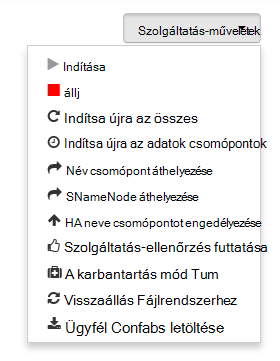 Szolgáltatás-műveletek
Indítása
állj
Indítsa újra az összes
Indítsa újra az adatok csomópontok
Név csomópont áthelyezése
SNameNode áthelyezése
HA neve csomópontot engedélyezése
Szolgáltatás-ellenőrzés futtatása
A karbantartás mód Tum
Visszaállás Fájlrendszerhez
Ügyfél Confabs letöltése